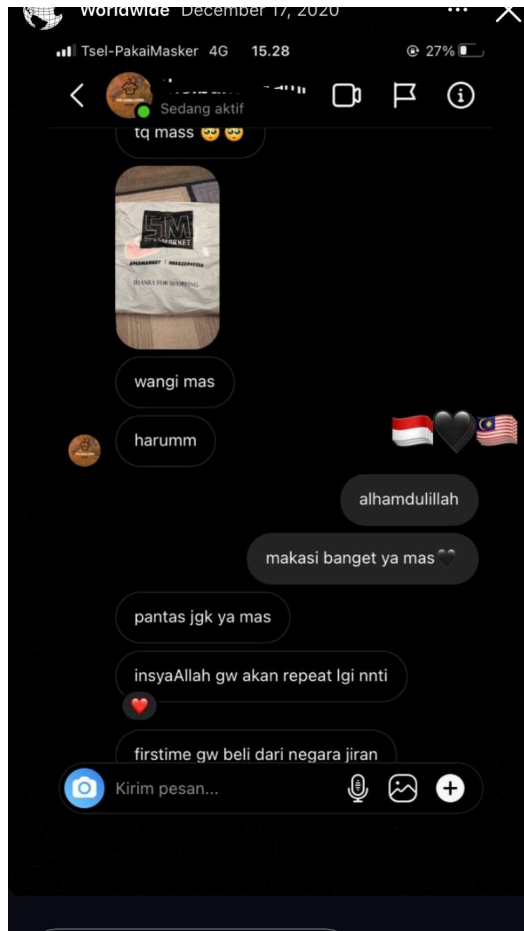 Worldwide December 17, 2020
Tsel-PakaiMasker 4G 15.28 27%
Sedang aktif
tq mass 🥺🥺
SM
MARKET
THANKS FOR SHOPPING
wangi mas
harumm
alhamdulillah
makasi banget ya mas🖤
pantas jgk ya mas
insyaAllah gw akan repeat lgi nnti
firstime gw beli dari negara jiran
Kirim pesan...